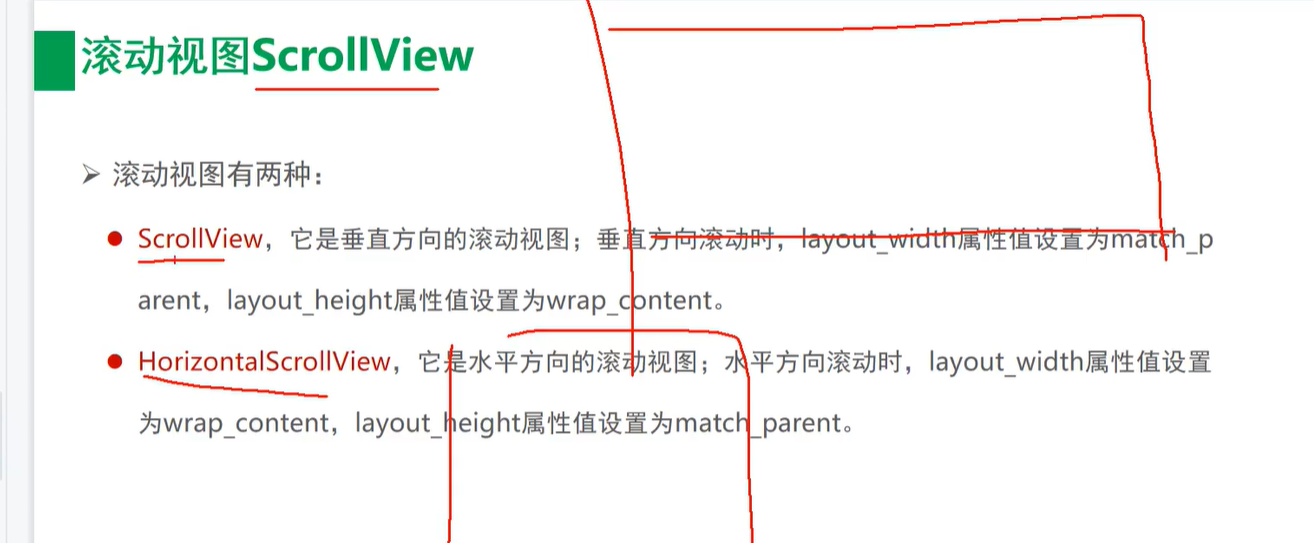 滚动视图ScrollView
滚动视图有两种：
ScrollView，它是垂直方向的滚动视图；垂直方向滚动时，layout_width属性值设置为match_p
arent，layout_height属性值设置为wrap_content。
HorizontalScrollView，它是水平方向的滚动视图；水平方向滚动时，layout_width属性值设置
为wrap_content，layout_height属性值设置为match_parent。